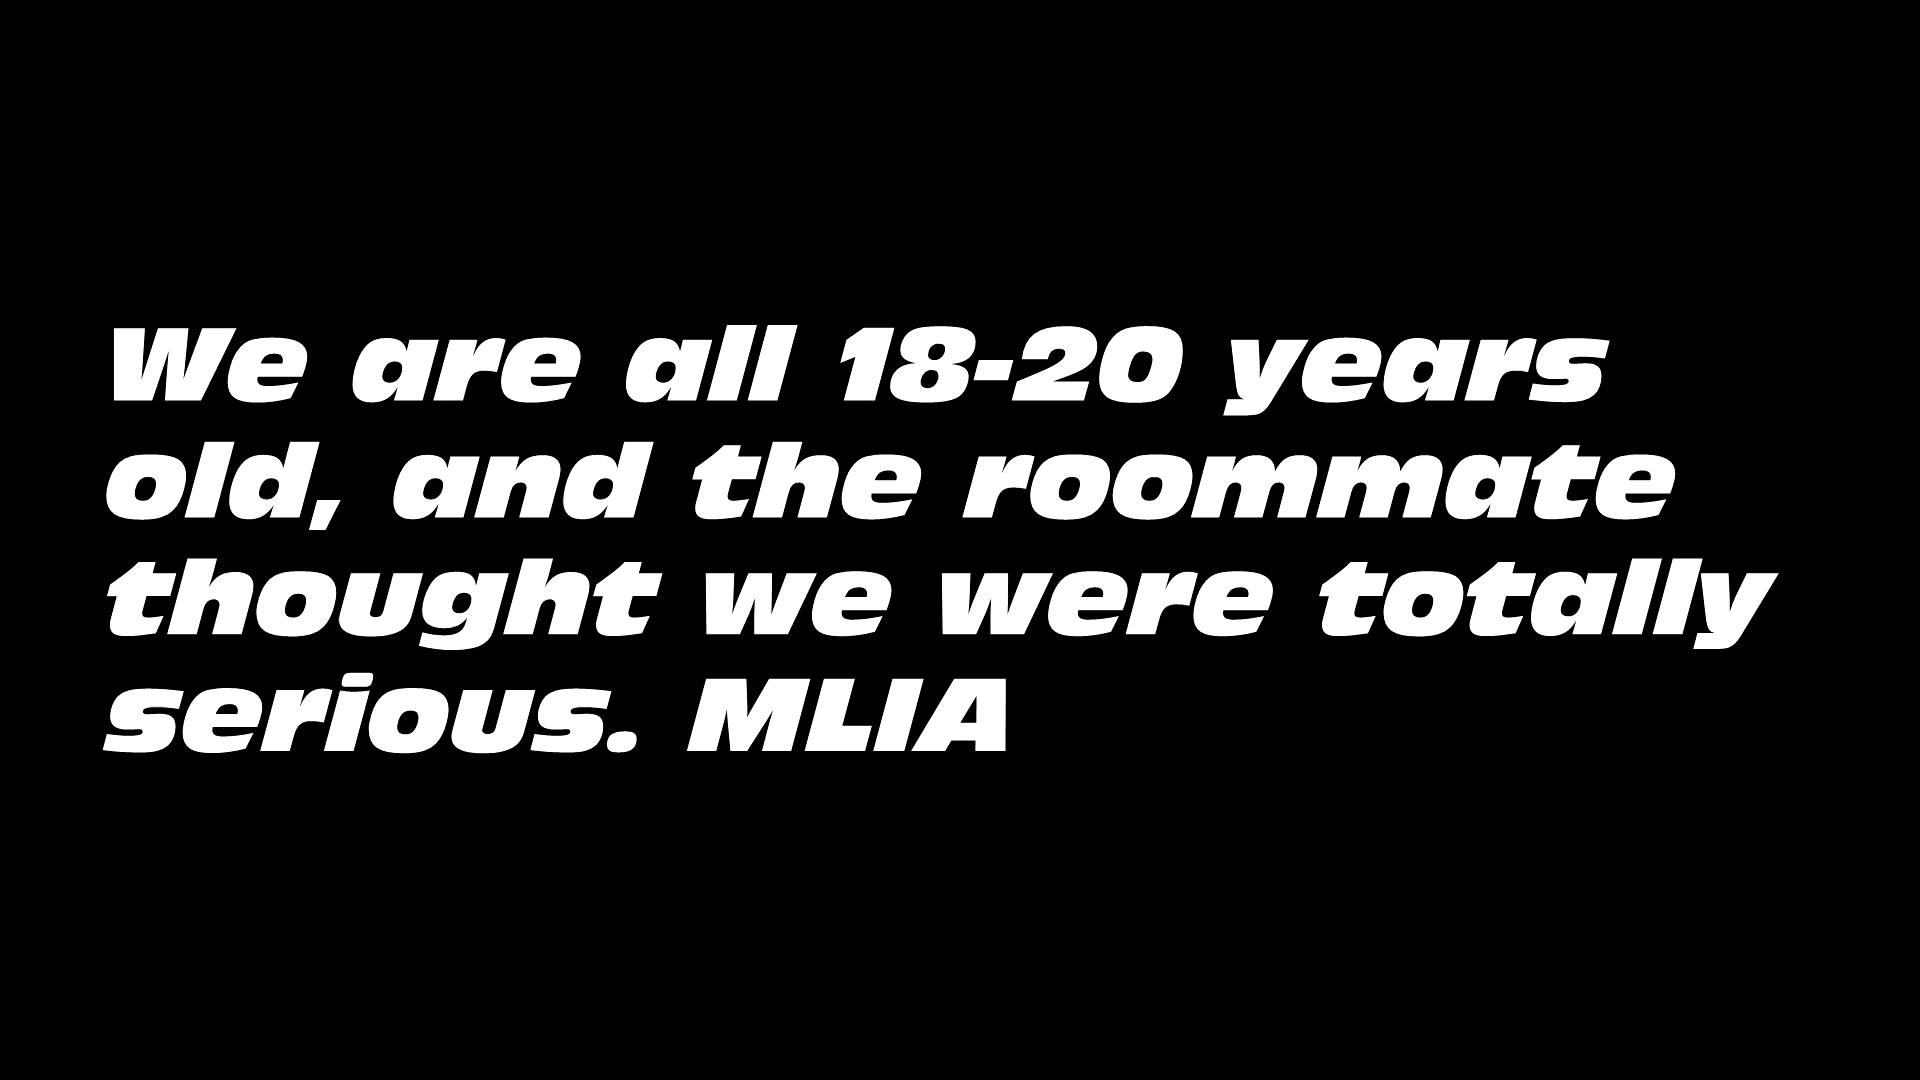 We are all 18-20 years
old, and the roommate
thought we were totally
serious. MLIA